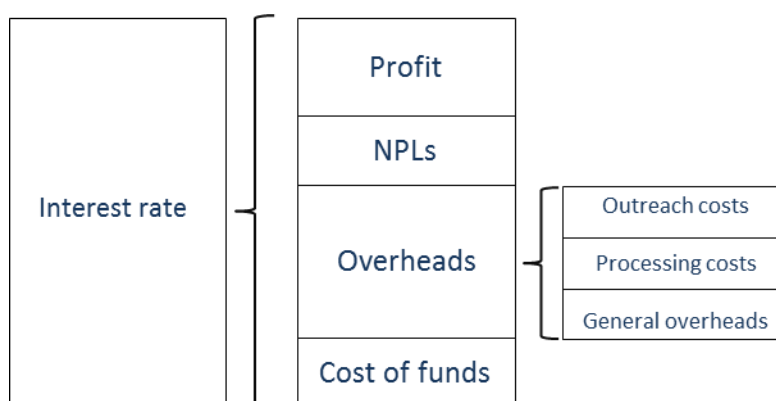 Interest rate
Profit
NPLs
Overheads
Cost of funds
Outreach costs
Processing costs
General overheads